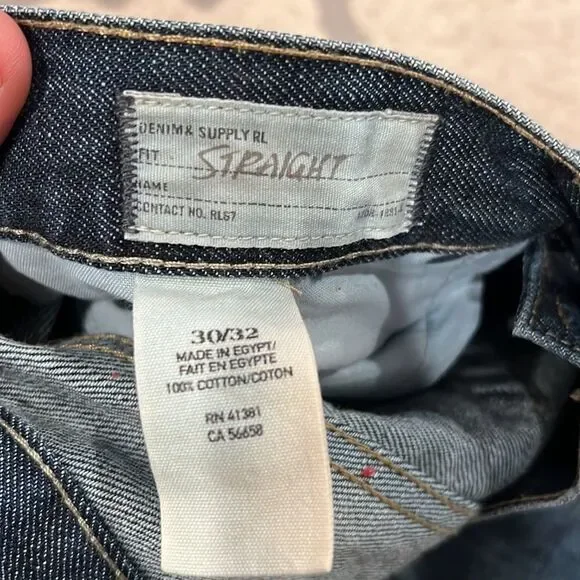 DENIM & SUPPLY RL
FIT STRAIGHT
NAME
CONTACT NO. RL67
30/32
MADE IN EGYPT/
FAIT EN EGYPTE
100% COTTON/COTON
RN 41381
CA 56658